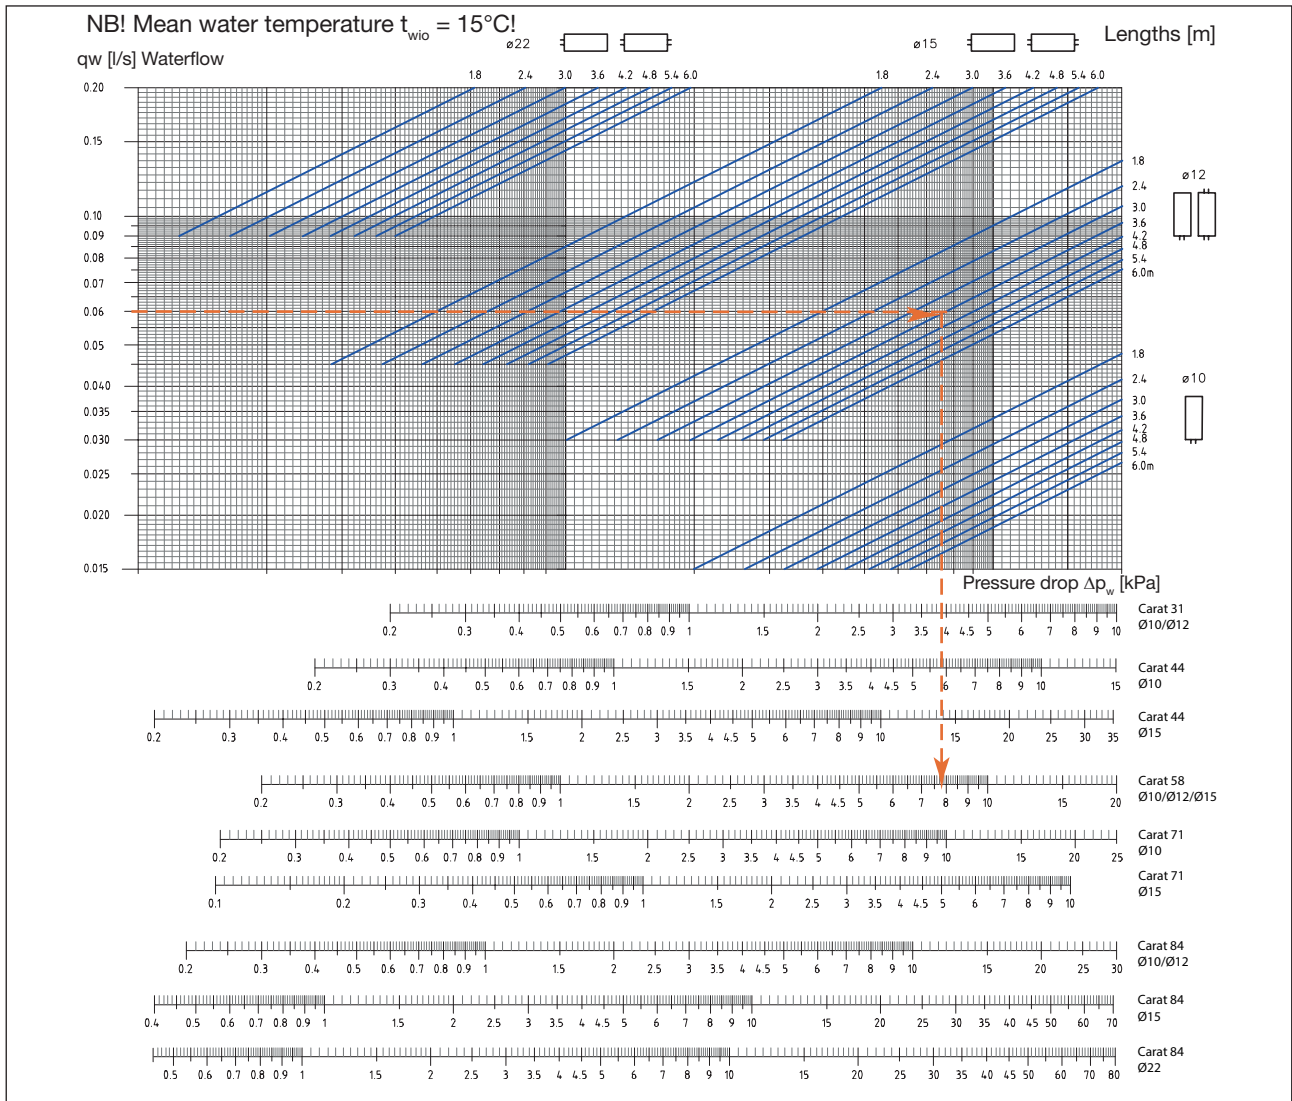 NB! Mean water temperature twio = 15°C!
Lengths [m]
qw [l/s] Waterflow
ø22
ø15
1.8 2.4 3.0 3.6 4.2 4.8 5.4 6.0
1.8 2.4 3.0 3.6 4.2 4.8 5.4 6.0
0.20
0.15
0.10
0.09
0.08
0.07
0.06
0.05
0.040
0.035
0.030
0.025
0.020
0.015
ø12
1.8
2.4
3.0
3.6
4.2
4.8
5.4
6.0m
ø10
1.8
2.4
3.0
3.6
4.2
4.8
5.4
6.0m
Pressure drop Δpw [kPa]
Carat 31
Ø10/Ø12
0.2 0.3 0.4 0.5 0.6 0.7 0.8 0.9 1 1.5 2 2.5 3 3.5 4 4.5 5 6 7 8 9 10
Carat 44
Ø10
0.2 0.3 0.4 0.5 0.6 0.7 0.8 0.9 1 1.5 2 2.5 3 3.5 4 4.5 5 6 7 8 9 10 15
Carat 44
Ø15
0.2 0.3 0.4 0.5 0.6 0.7 0.8 0.9 1 1.5 2 2.5 3 3.5 4 4.5 5 6 7 8 9 10 15 20 25 30 35
Carat 58
Ø10/Ø12/Ø15
0.2 0.3 0.4 0.5 0.6 0.7 0.8 0.9 1 1.5 2 2.5 3 3.5 4 4.5 5 6 7 8 9 10 15 20
Carat 71
Ø10
0.2 0.3 0.4 0.5 0.6 0.7 0.8 0.9 1 1.5 2 2.5 3 3.5 4 4.5 5 6 7 8 9 10 15 20 25
Carat 71
Ø15
0.1 0.2 0.3 0.4 0.5 0.6 0.7 0.8 0.9 1 1.5 2 2.5 3 3.5 4 4.5 5 6 7 8 9 10
Carat 84
Ø10/Ø12
0.2 0.3 0.4 0.5 0.6 0.7 0.8 0.9 1 1.5 2 2.5 3 3.5 4 4.5 5 6 7 8 9 10 15 20 25 30
Carat 84
Ø15
0.4 0.5 0.6 0.7 0.8 0.9 1 1.5 2 2.5 3 3.5 4 4.5 5 6 7 8 9 10 15 20 25 30 35 40 45 50 60 70
Carat 84
Ø22
0.5 0.6 0.7 0.8 0.9 1 1.5 2 2.5 3 3.5 4 4.5 5 6 7 8 9 10 15 20 25 30 35 40 45 50 60 70 80